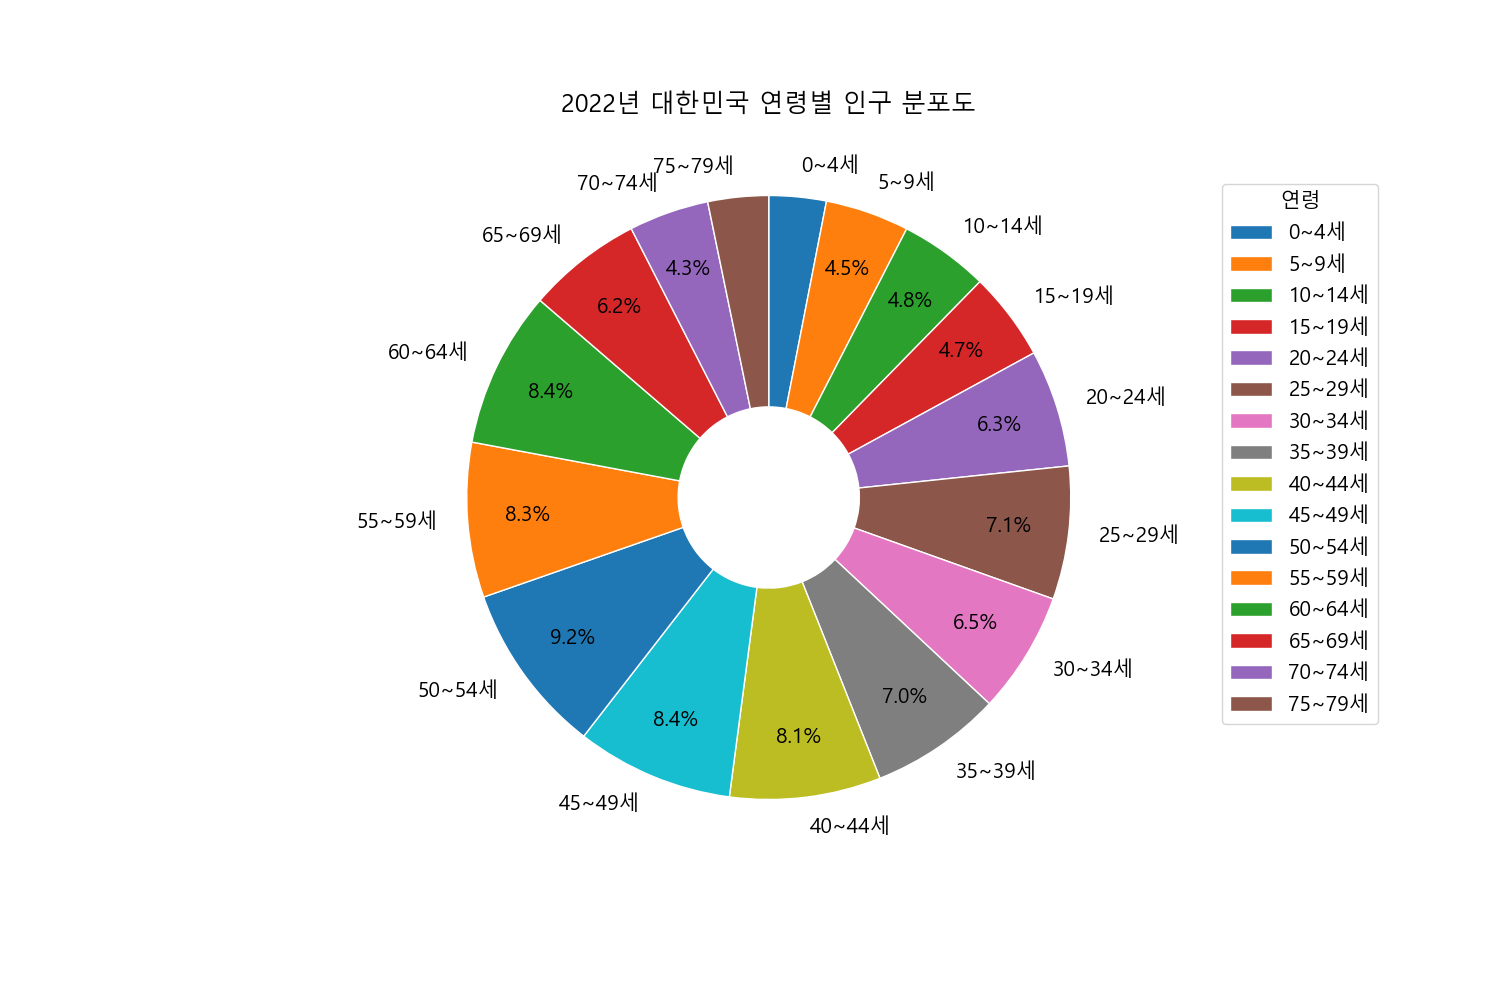 2022년 대한민국 연령별 인구 분포도
0~4세
5~9세
10~14세
15~19세
20~24세
25~29세
30~34세
35~39세
40~44세
45~49세
50~54세
55~59세
60~64세
65~69세
70~74세
75~79세
4.5%
4.8%
4.7%
6.3%
7.1%
6.5%
7.0%
8.1%
8.4%
9.2%
8.3%
8.4%
6.2%
4.3%
연령
0~4세
5~9세
10~14세
15~19세
20~24세
25~29세
30~34세
35~39세
40~44세
45~49세
50~54세
55~59세
60~64세
65~69세
70~74세
75~79세